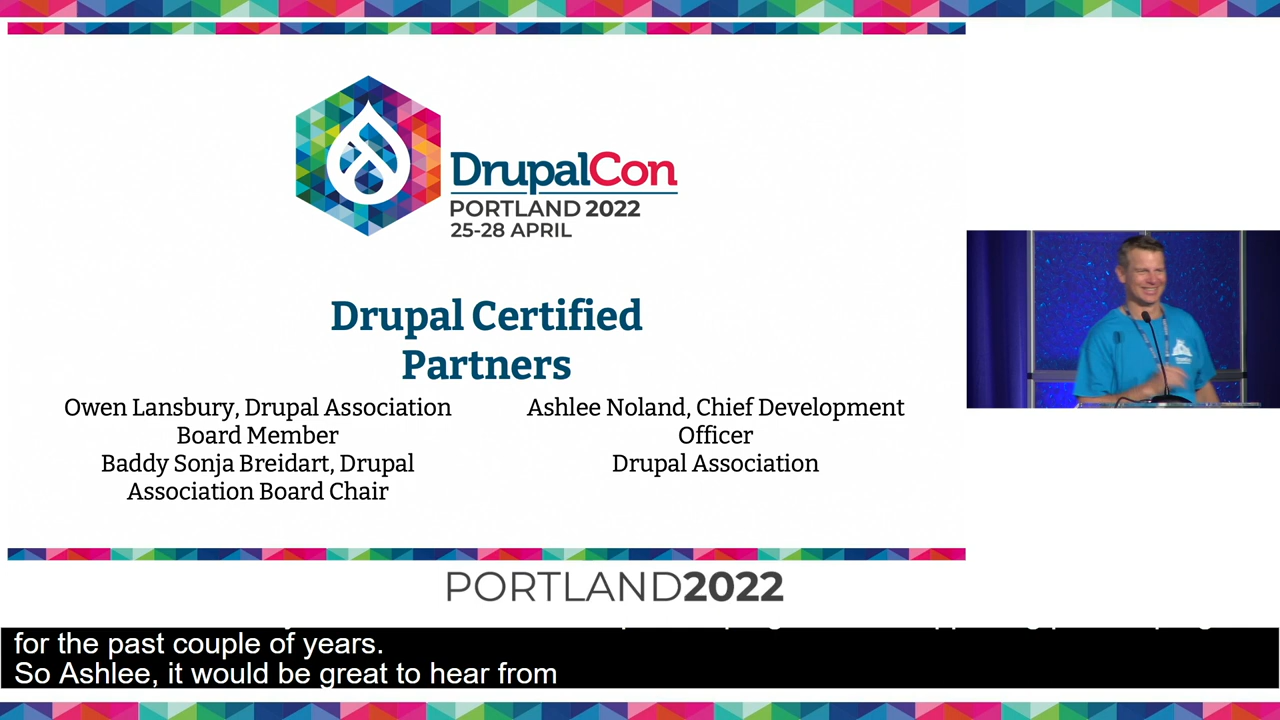 DrupalCon
PORTLAND 2022
25-28 APRIL
Drupal Certified
Partners
Owen Lansbury, Drupal Association
Board Member
Baddy Sonja Breidart, Drupal
Association Board Chair
Ashlee Noland, Chief Development
Officer
Drupal Association
PORTLAND2022
for the past couple of years.
So Ashlee, it would be great to hear from